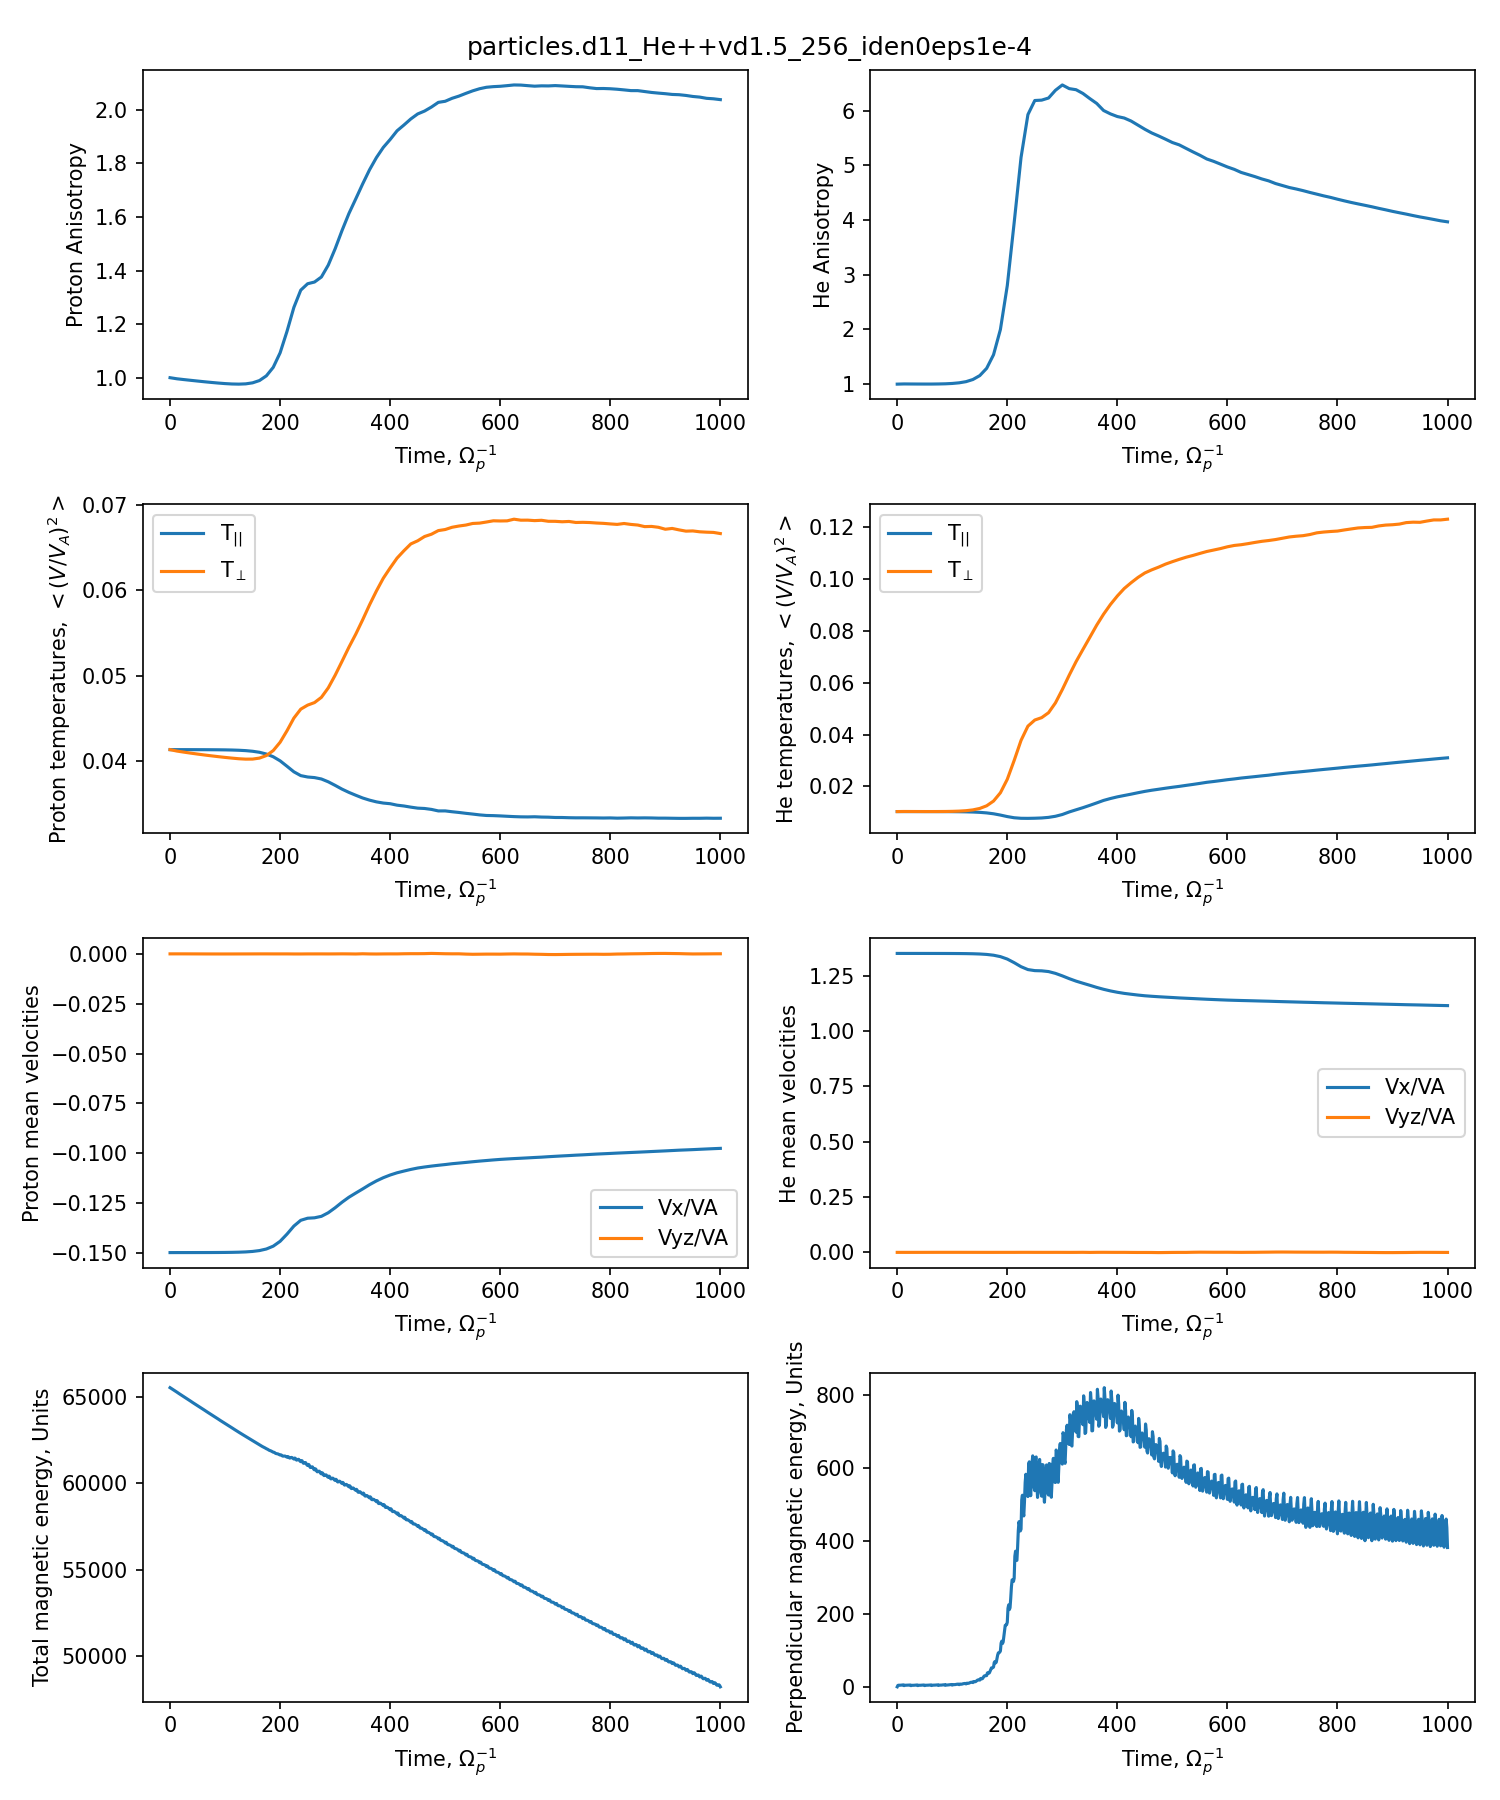 particles.d11_He++vd1.5_256_iden0eps1e-4
Proton Anisotropy
2.0
1.8
1.6
1.4
1.2
1.0
0 200 400 600 800 1000
Time, Ω_p^{−1}
He Anisotropy
6
5
4
3
2
1
0 200 400 600 800 1000
Time, Ω_p^{−1}
Proton temperatures, < (V/V_A)^2 >
0.07
0.06
0.05
0.04
T_{||}
T_⊥
0 200 400 600 800 1000
Time, Ω_p^{−1}
He temperatures, < (V/V_A)^2 >
0.12
0.10
0.08
0.06
0.04
0.02
T_{||}
T_⊥
0 200 400 600 800 1000
Time, Ω_p^{−1}
Proton mean velocities
0.000
−0.025
−0.050
−0.075
−0.100
−0.125
−0.150
Vx/VA
Vyz/VA
0 200 400 600 800 1000
Time, Ω_p^{−1}
He mean velocities
1.25
1.00
0.75
0.50
0.25
0.00
Vx/VA
Vyz/VA
0 200 400 600 800 1000
Time, Ω_p^{−1}
Total magnetic energy, Units
65000
60000
55000
50000
0 200 400 600 800 1000
Time, Ω_p^{−1}
Perpendicular magnetic energy, Units
800
600
400
200
0
0 200 400 600 800 1000
Time, Ω_p^{−1}